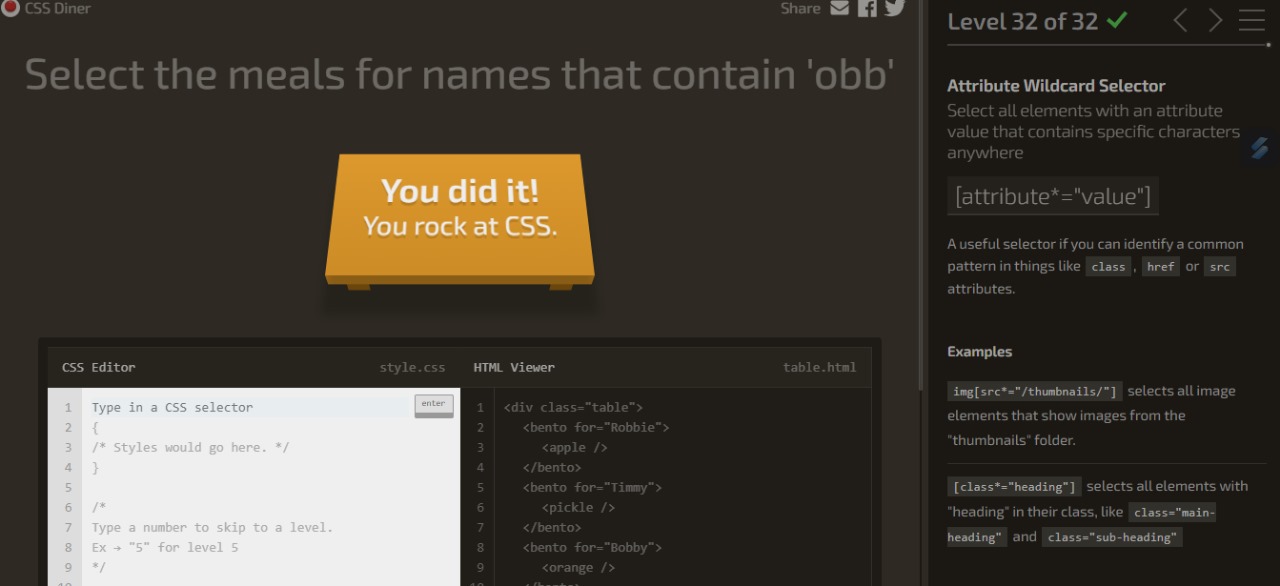 CSS Diner
Share
Select the meals for names that contain 'obb'
You did it!
You rock at CSS.
CSS Editor
style.css
1 Type in a CSS selector
enter
2 {
3 /* Styles would go here. */
4 }
5
6 /*
7 Type a number to skip to a level.
8 Ex → "5" for level 5
9 */
10
HTML Viewer
table.html
1 <div class="table">
2 <bento for="Robbie">
3 <apple />
4 </bento>
5 <bento for="Timmy">
6 <pickle />
7 </bento>
8 <bento for="Bobby">
9 <orange />
10 </bento>
Level 32 of 32
Attribute Wildcard Selector
Select all elements with an attribute
value that contains specific characters
anywhere
[attribute*="value"]
A useful selector if you can identify a common
pattern in things like class, href or src
attributes.
Examples
img[src*="/thumbnails/"] selects all image
elements that show images from the
"thumbnails" folder.
[class*="heading"] selects all elements with
"heading" in their class, like class="main-
heading" and class="sub-heading"